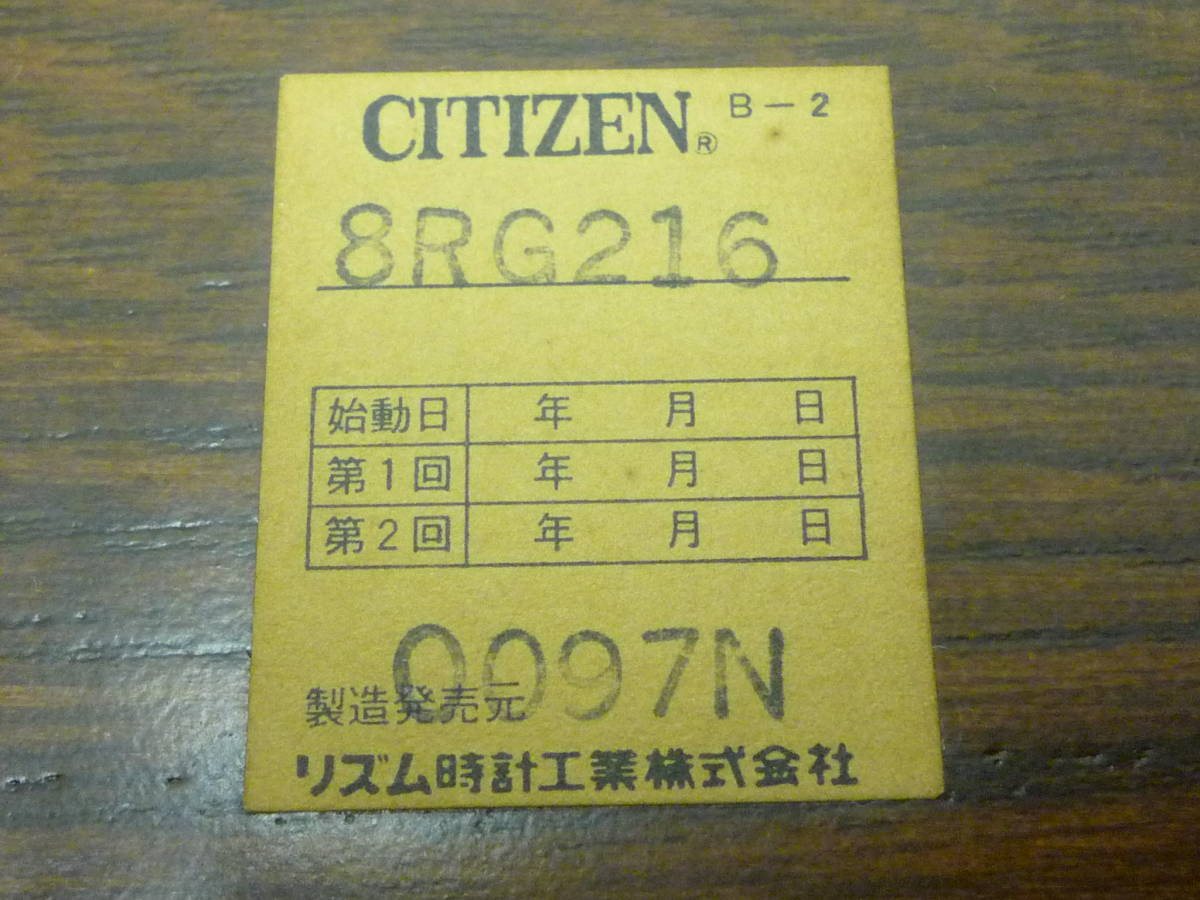 CITIZEN® B-2
8RG216
始動日 年 月 日
第1回 年 月 日
第2回 年 月 日
0097N
製造発売元
リズム時計工業株式会社